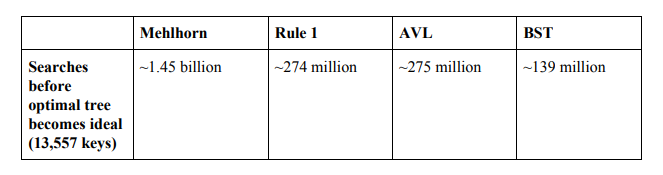 Mehlhorn Rule 1 AVL BST
Searches ~1.45 billion ~274 million ~275 million ~139 million
before
optimal tree
becomes ideal
(13,557 keys)